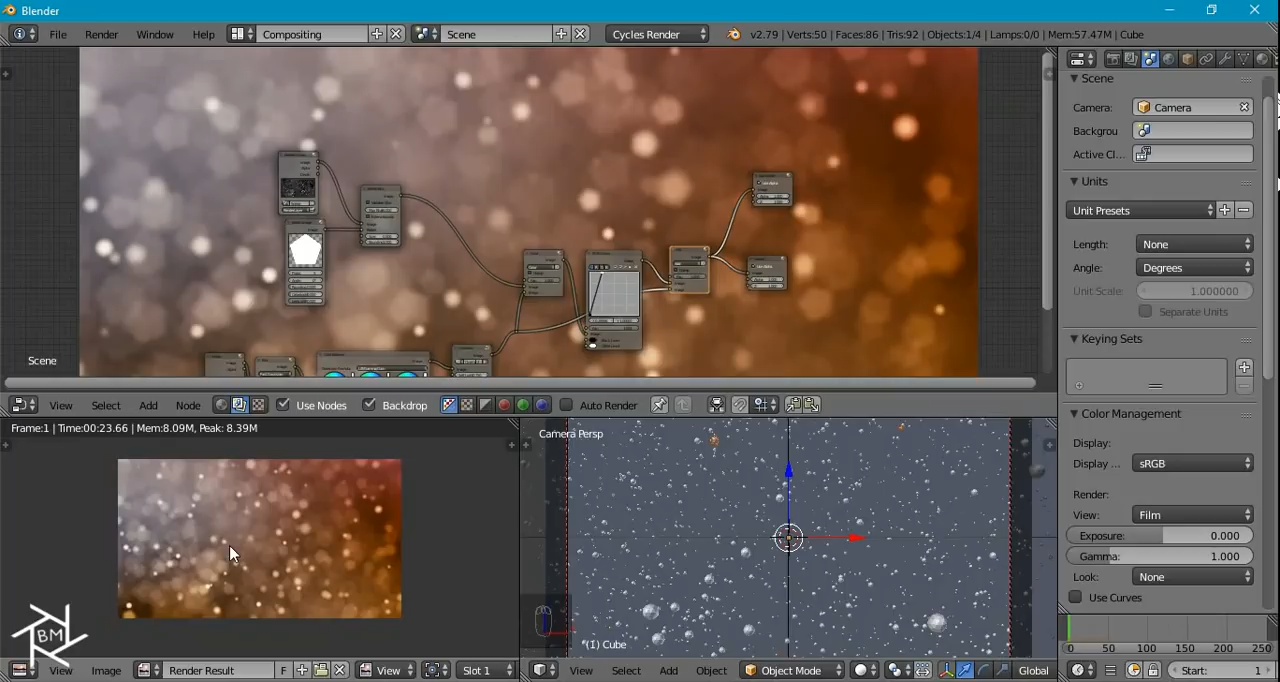 Blender
File Render Window Help Compositing Scene Cycles Render v2.79 | Verts:50 | Faces:86 | Tris:92 | Objects:1/4 | Lamps:0/0 | Mem:57.47M | Cube
Scene
Camera: Camera
Backgrou
Active Cl...
Units
Unit Presets
Length: None
Angle: Degrees
Unit Scale: 1.000000
Separate Units
Keying Sets
Scene
View Select Add Node Use Nodes Backdrop Auto Render
Color Management
Display:
Display ... sRGB
Render:
View: Film
Exposure: 0.000
Gamma: 1.000
Look: None
Use Curves
Frame:1 | Time:00:23.66 | Mem:8.09M, Peak: 8.39M
Camera Persp
(1) Cube
BM
View Image Render Result F View Slot 1
View Select Add Object Object Mode Global
0 50 100 150 200 250
Start: 1